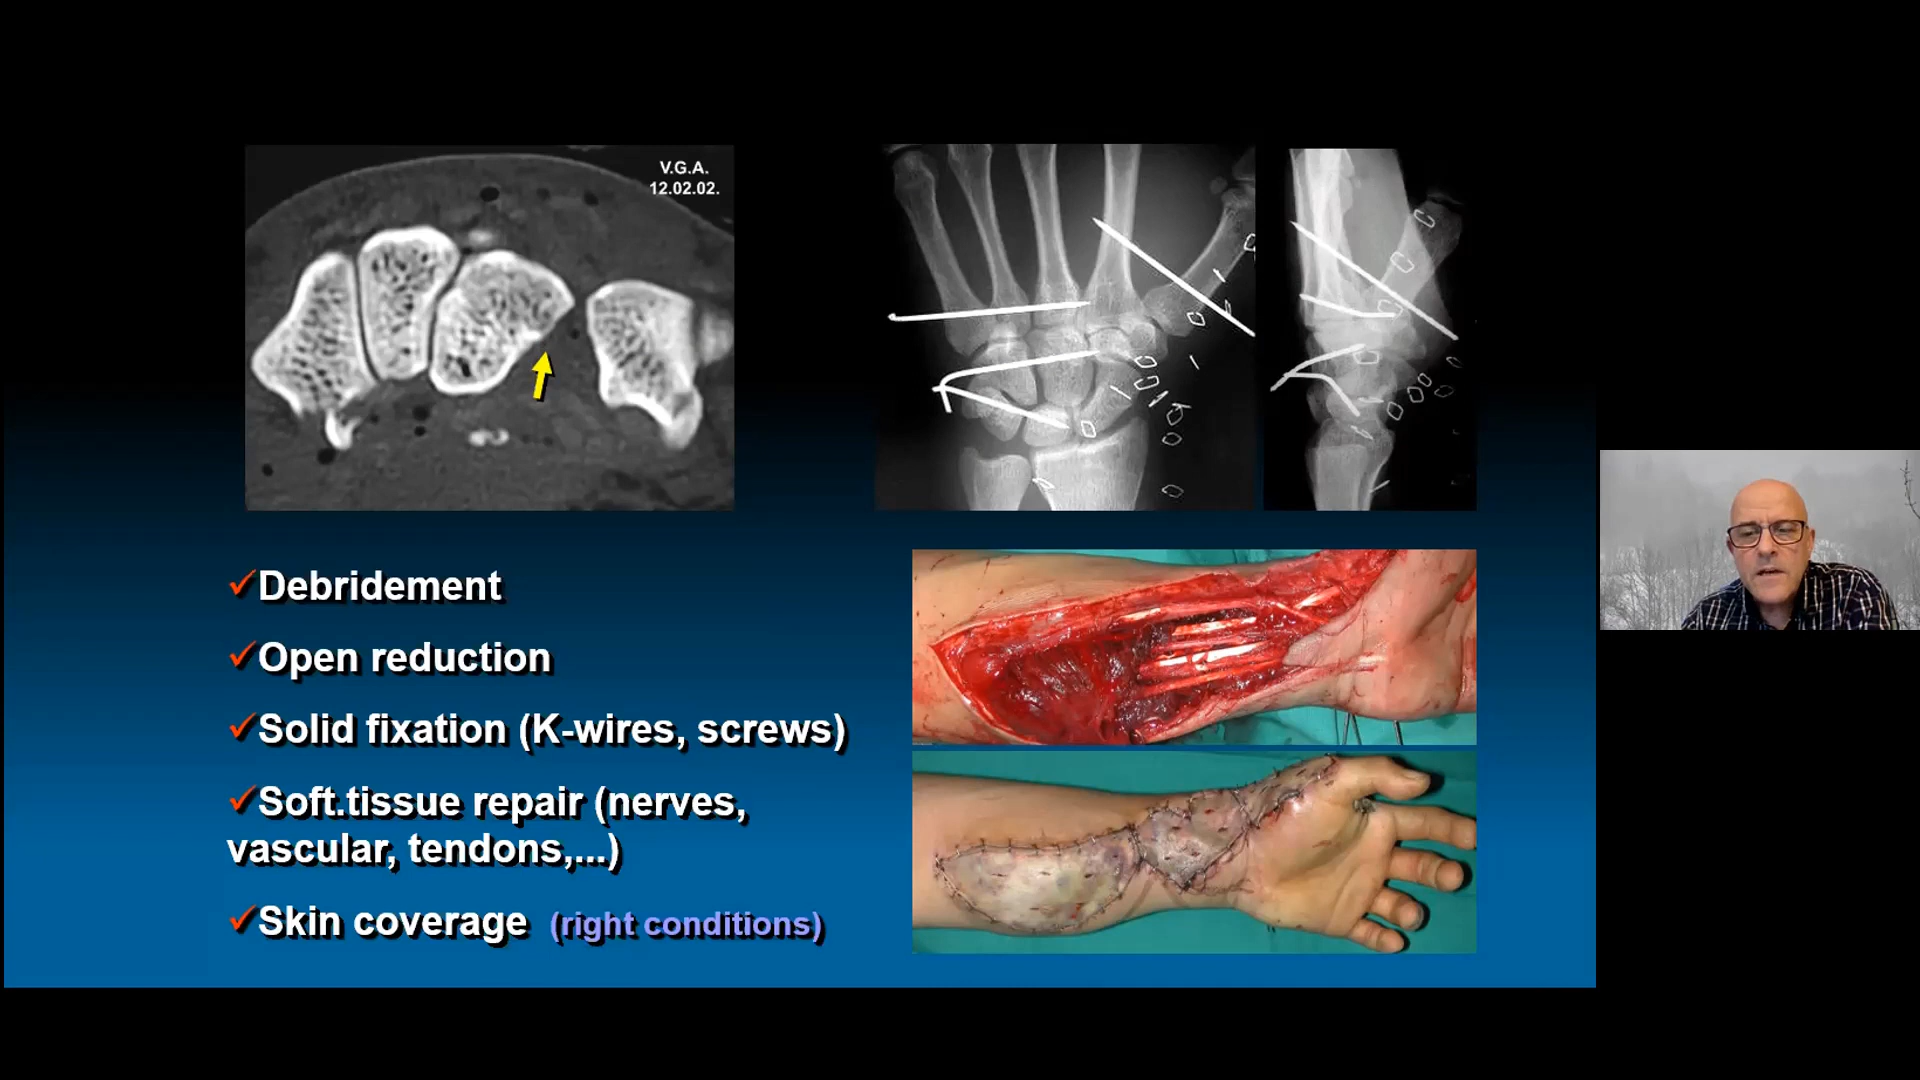 V.G.A.
12.02.02.
✓Debridement
✓Open reduction
✓Solid fixation (K-wires, screws)
✓Soft.tissue repair (nerves,
vascular, tendons,...)
✓Skin coverage (right conditions)